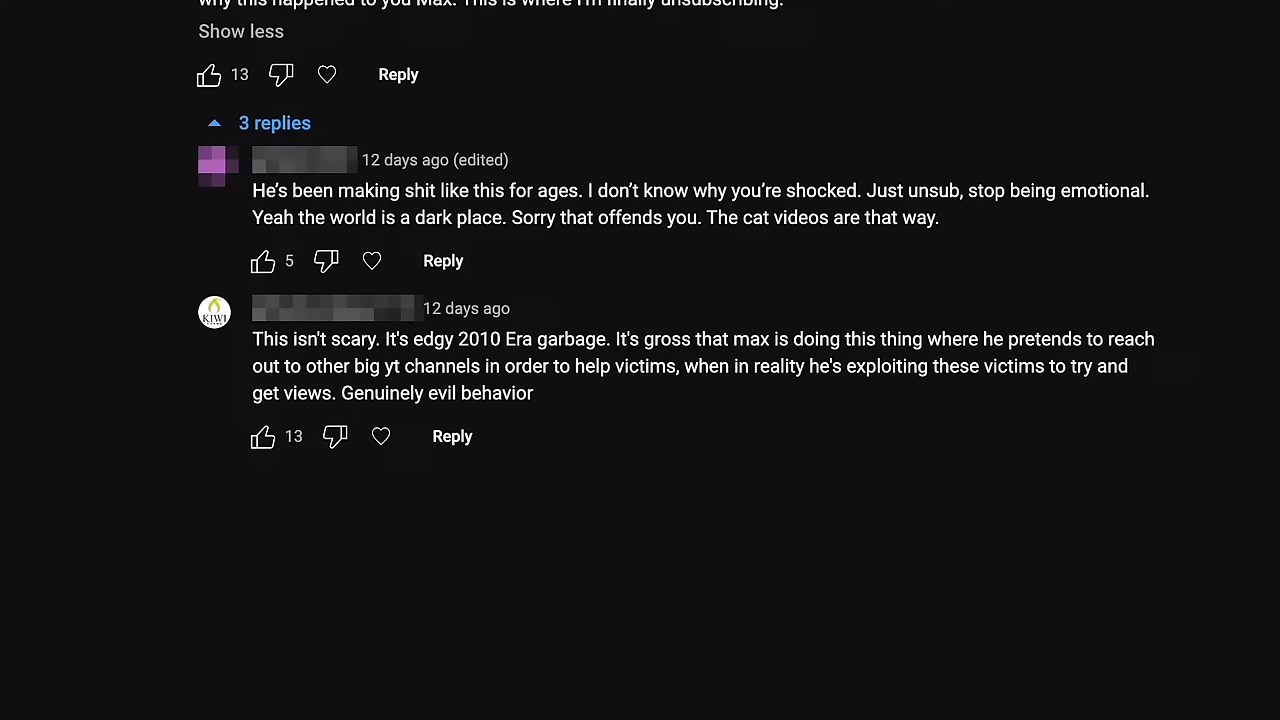 why this happened to you Max. This is where I'm finally unsubscribing.
Show less
13 Reply
3 replies
12 days ago (edited)
He’s been making shit like this for ages. I don’t know why you’re shocked. Just unsub, stop being emotional.
Yeah the world is a dark place. Sorry that offends you. The cat videos are that way.
5 Reply
KIWI
12 days ago
This isn't scary. It's edgy 2010 Era garbage. It's gross that max is doing this thing where he pretends to reach
out to other big yt channels in order to help victims, when in reality he's exploiting these victims to try and
get views. Genuinely evil behavior
13 Reply